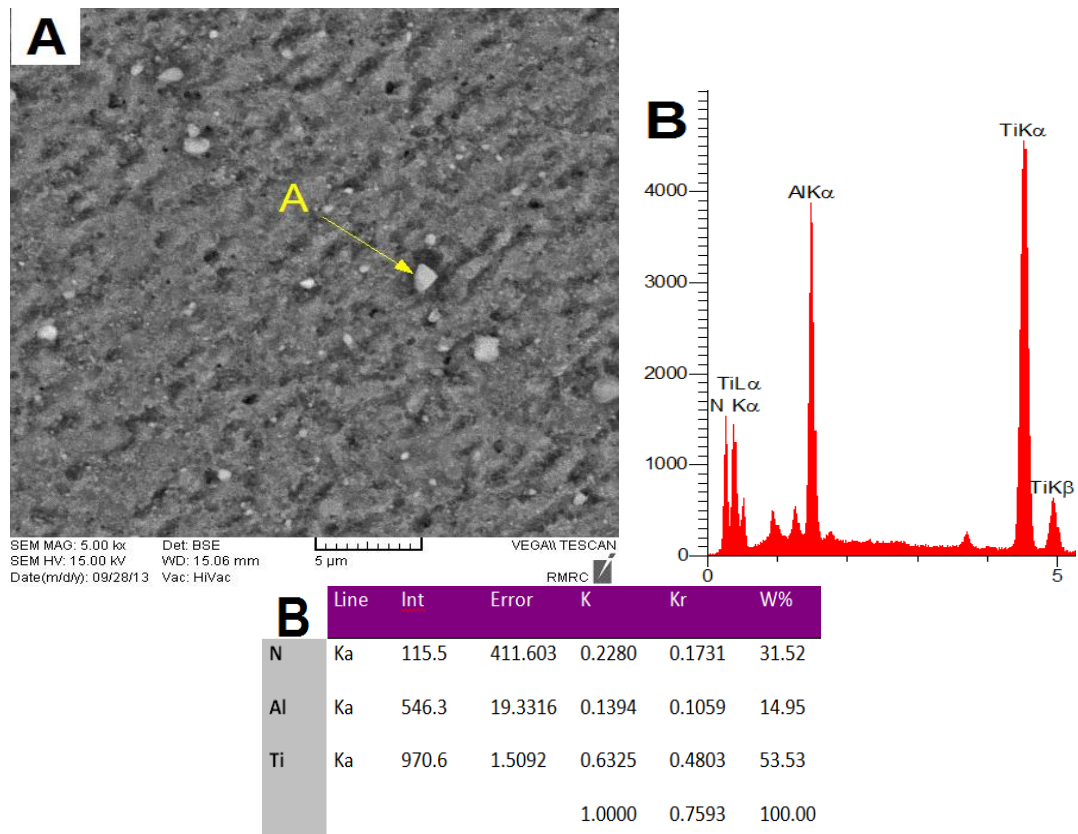 A
A
SEM MAG: 5.00 kx Det: BSE
SEM HV: 15.00 kV WD: 15.06 mm 5 µm VEGA\\ TESCAN
Date(m/d/y): 09/28/13 Vac: HiVac RMRC
B
TiKα
4000
AlKα
3000
2000
TiLα
N Kα
1000
TiKβ
0
0 5
B
Line Int Error K Kr W%
N Ka 115.5 411.603 0.2280 0.1731 31.52
Al Ka 546.3 19.3316 0.1394 0.1059 14.95
Ti Ka 970.6 1.5092 0.6325 0.4803 53.53
1.0000 0.7593 100.00